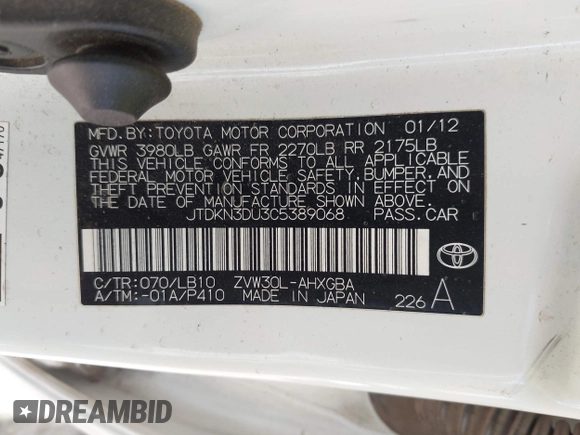 MFD.BY:TOYOTA MOTOR CORPORATION 01/12
GVWR 3980LB GAWR FR 2270LB RR 2175LB
THIS VEHICLE CONFORMS TO ALL APPLICABLE
FEDERAL MOTOR VEHICLE SAFETY,BUMPER,AND
THEFT PREVENTION STANDARDS IN EFFECT ON
THE DATE OF MANUFACTURE SHOWN ABOVE.
JTDKN3DU3C5389068 PASS.CAR
C/TR:070/LB10 ZVW30L-AHXGBA
A/TM:-01A/P410 MADE IN JAPAN 226 A
DREAMBID